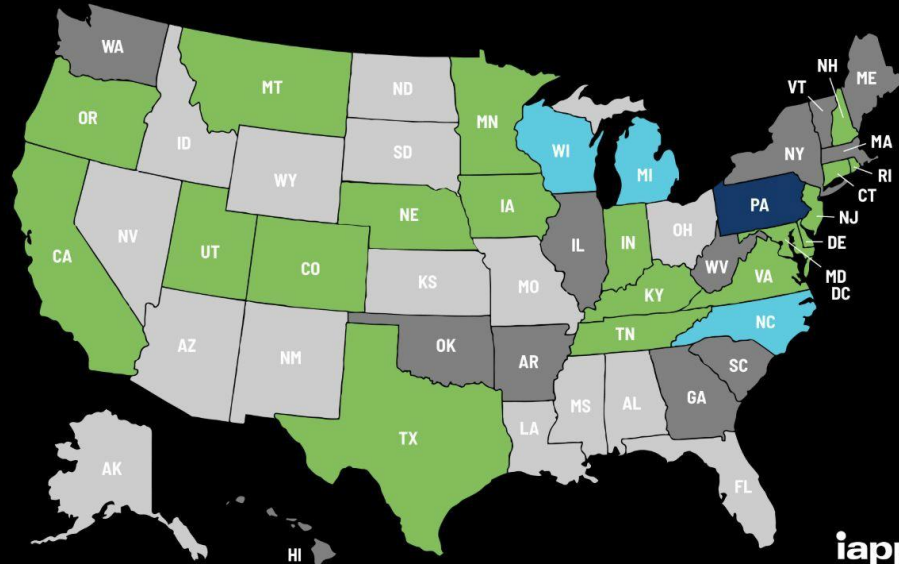 WA
MT
ND
MN
OR
ID
SD
WY
WI
MI
NH
VT
ME
NY
MA
RI
CT
NV
NE
IA
PA
NJ
CA
UT
CO
IL
IN
OH
DE
KS
MO
WV
VA
MD
DC
KY
AZ
NM
OK
TN
NC
AR
SC
TX
LA
MS
AL
GA
AK
FL
HI
iapp